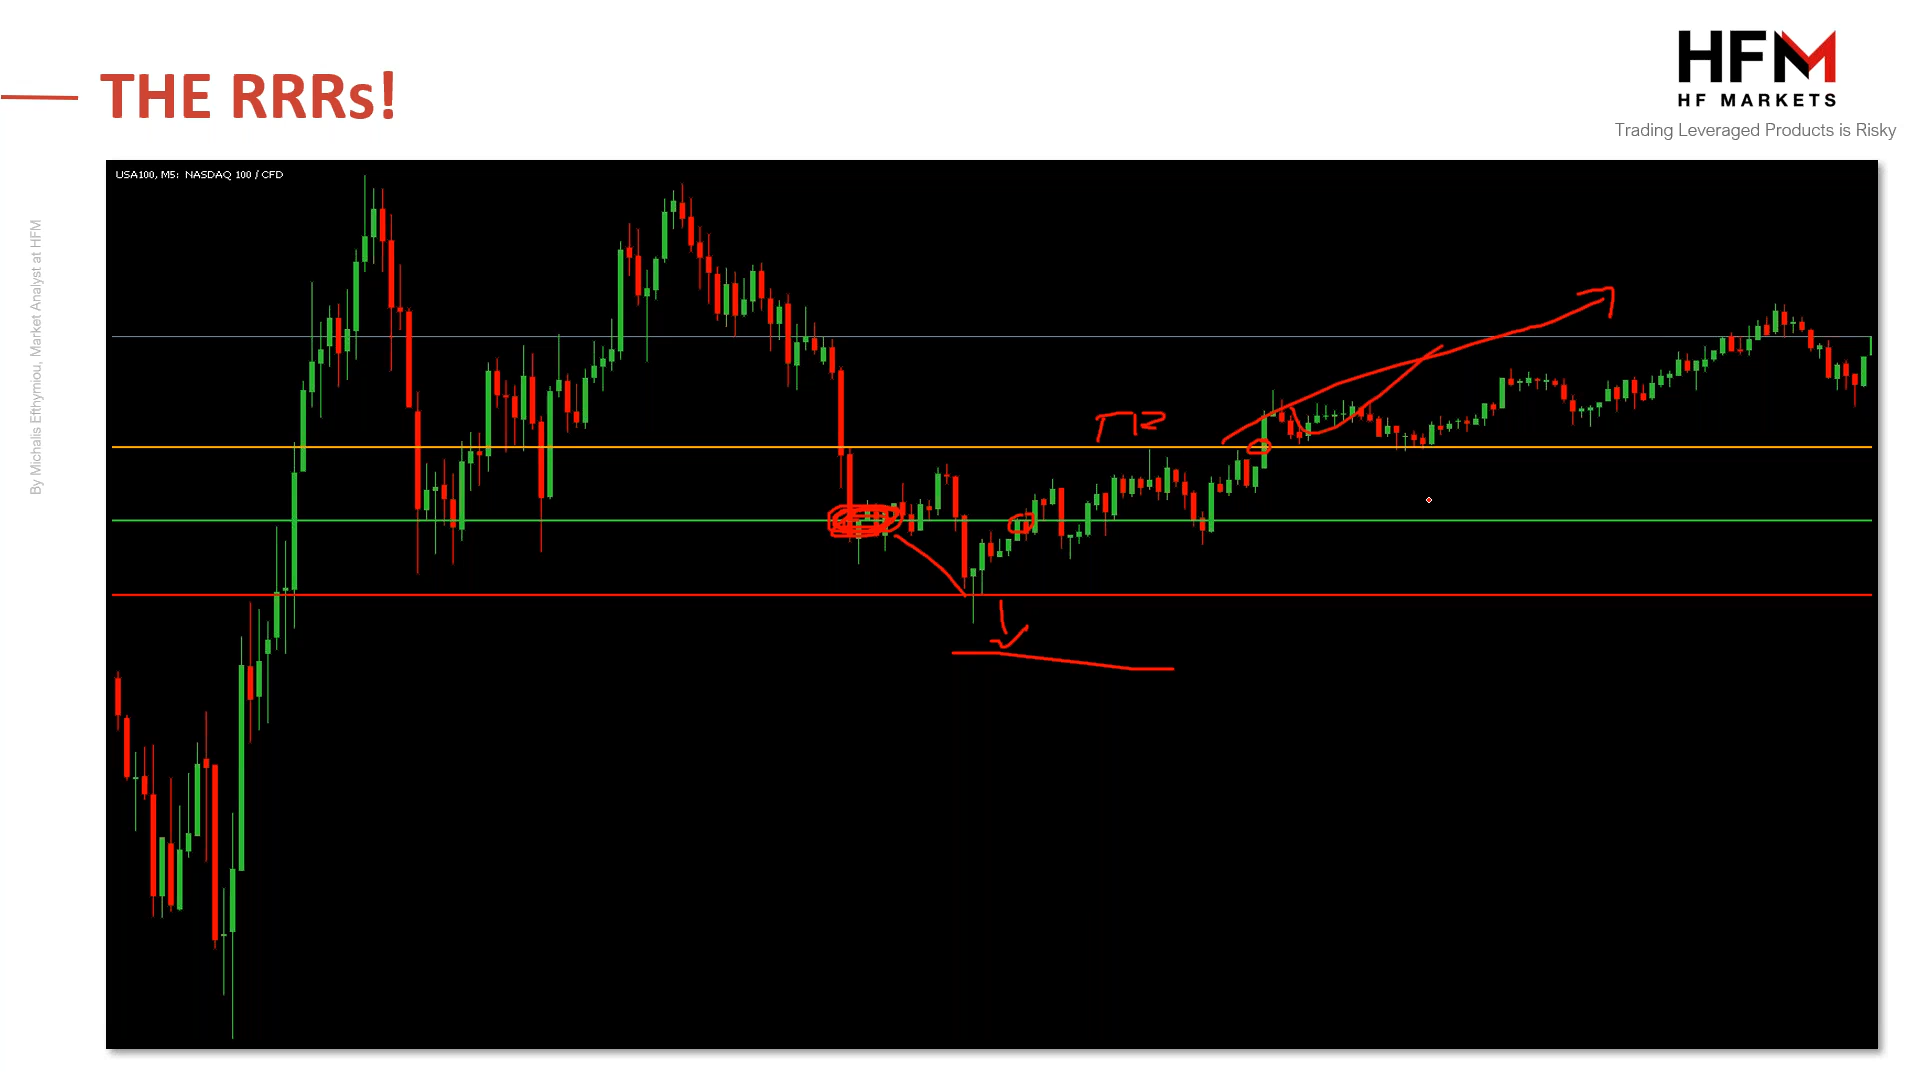 THE RRRs!
HFM
HF MARKETS
Trading Leveraged Products is Risky
By Michalis Efthymiou, Market Analyst at HFM
USA100, M5: NASDAQ 100 / CFD